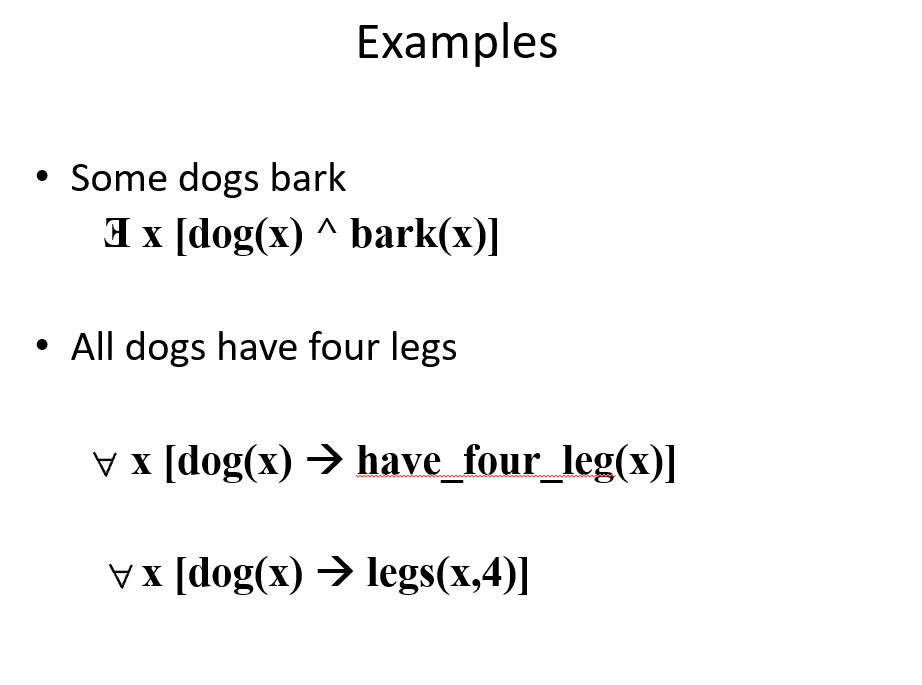 Examples
• Some dogs bark
∃ x [dog(x) ^ bark(x)]
• All dogs have four legs
∀ x [dog(x) → have_four_leg(x)]
∀ x [dog(x) → legs(x,4)]